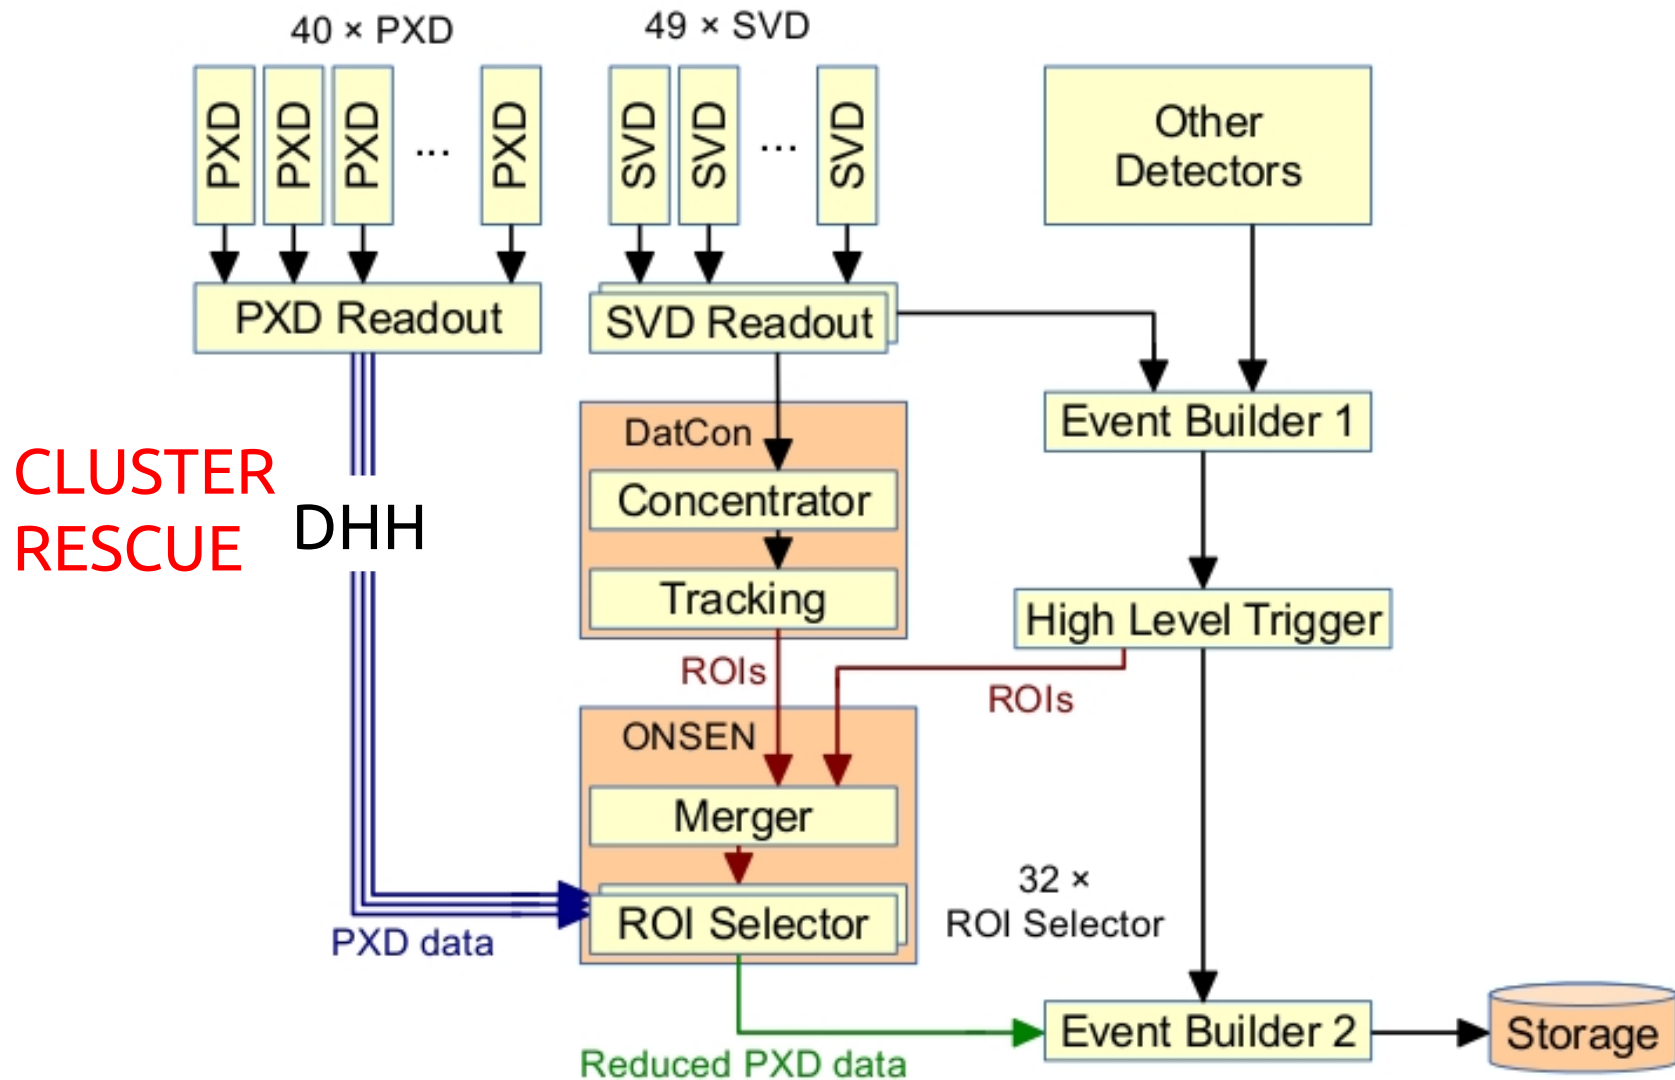 40 × PXD
49 × SVD
PXD
PXD
PXD
...
PXD
SVD
SVD
...
SVD
Other
Detectors
PXD Readout
SVD Readout
Event Builder 1
DatCon
Concentrator
Tracking
CLUSTER
RESCUE
DHH
High Level Trigger
ROIs
ROIs
ONSEN
Merger
ROI Selector
32 ×
ROI Selector
PXD data
Reduced PXD data
Event Builder 2
Storage